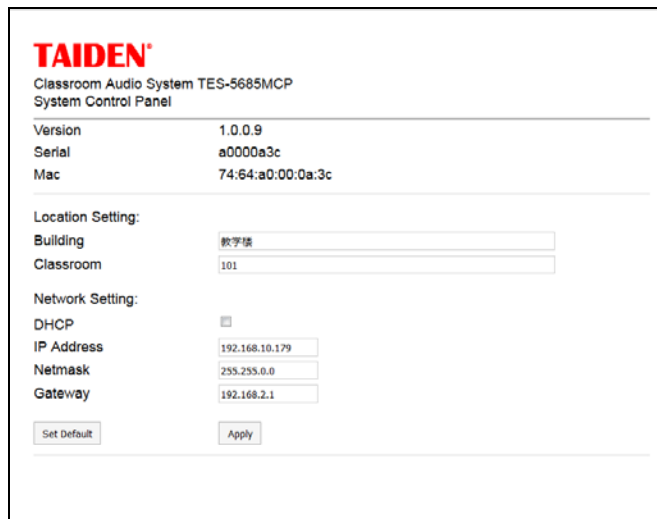 TAIDEN®
Classroom Audio System TES-5685MCP
System Control Panel
Version 1.0.0.9
Serial a0000a3c
Mac 74:64:a0:00:0a:3c
Location Setting:
Building 教学楼
Classroom 101
Network Setting:
DHCP
IP Address 192.168.10.179
Netmask 255.255.0.0
Gateway 192.168.2.1
Set Default Apply